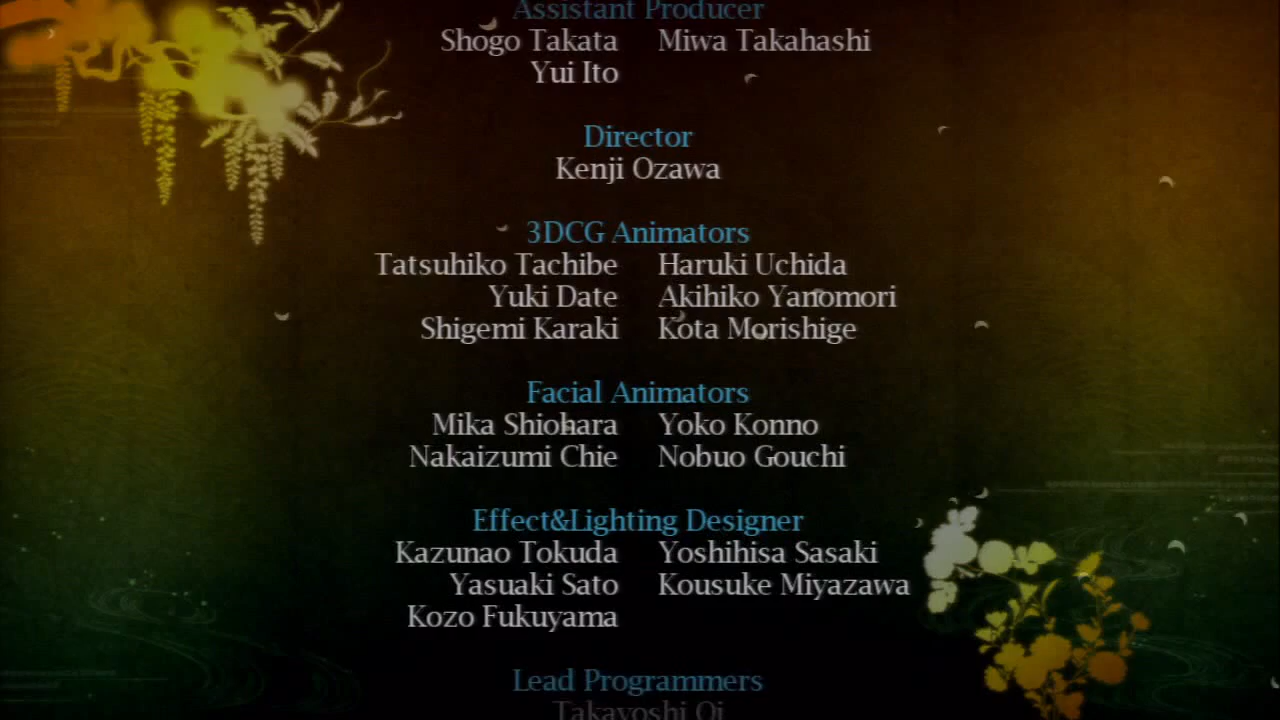 Assistant Producer
Shogo Takata Miwa Takahashi
Yui Ito
Director
Kenji Ozawa
3DCG Animators
Tatsuhiko Tachibe Haruki Uchida
Yuki Date Akihiko Yanomori
Shigemi Karaki Kota Morishige
Facial Animators
Mika Shiohara Yoko Konno
Nakaizumi Chie Nobuo Gouchi
Effect&Lighting Designer
Kazunao Tokuda Yoshihisa Sasaki
Yasuaki Sato Kousuke Miyazawa
Kozo Fukuyama
Lead Programmers
Takayoshi Oi